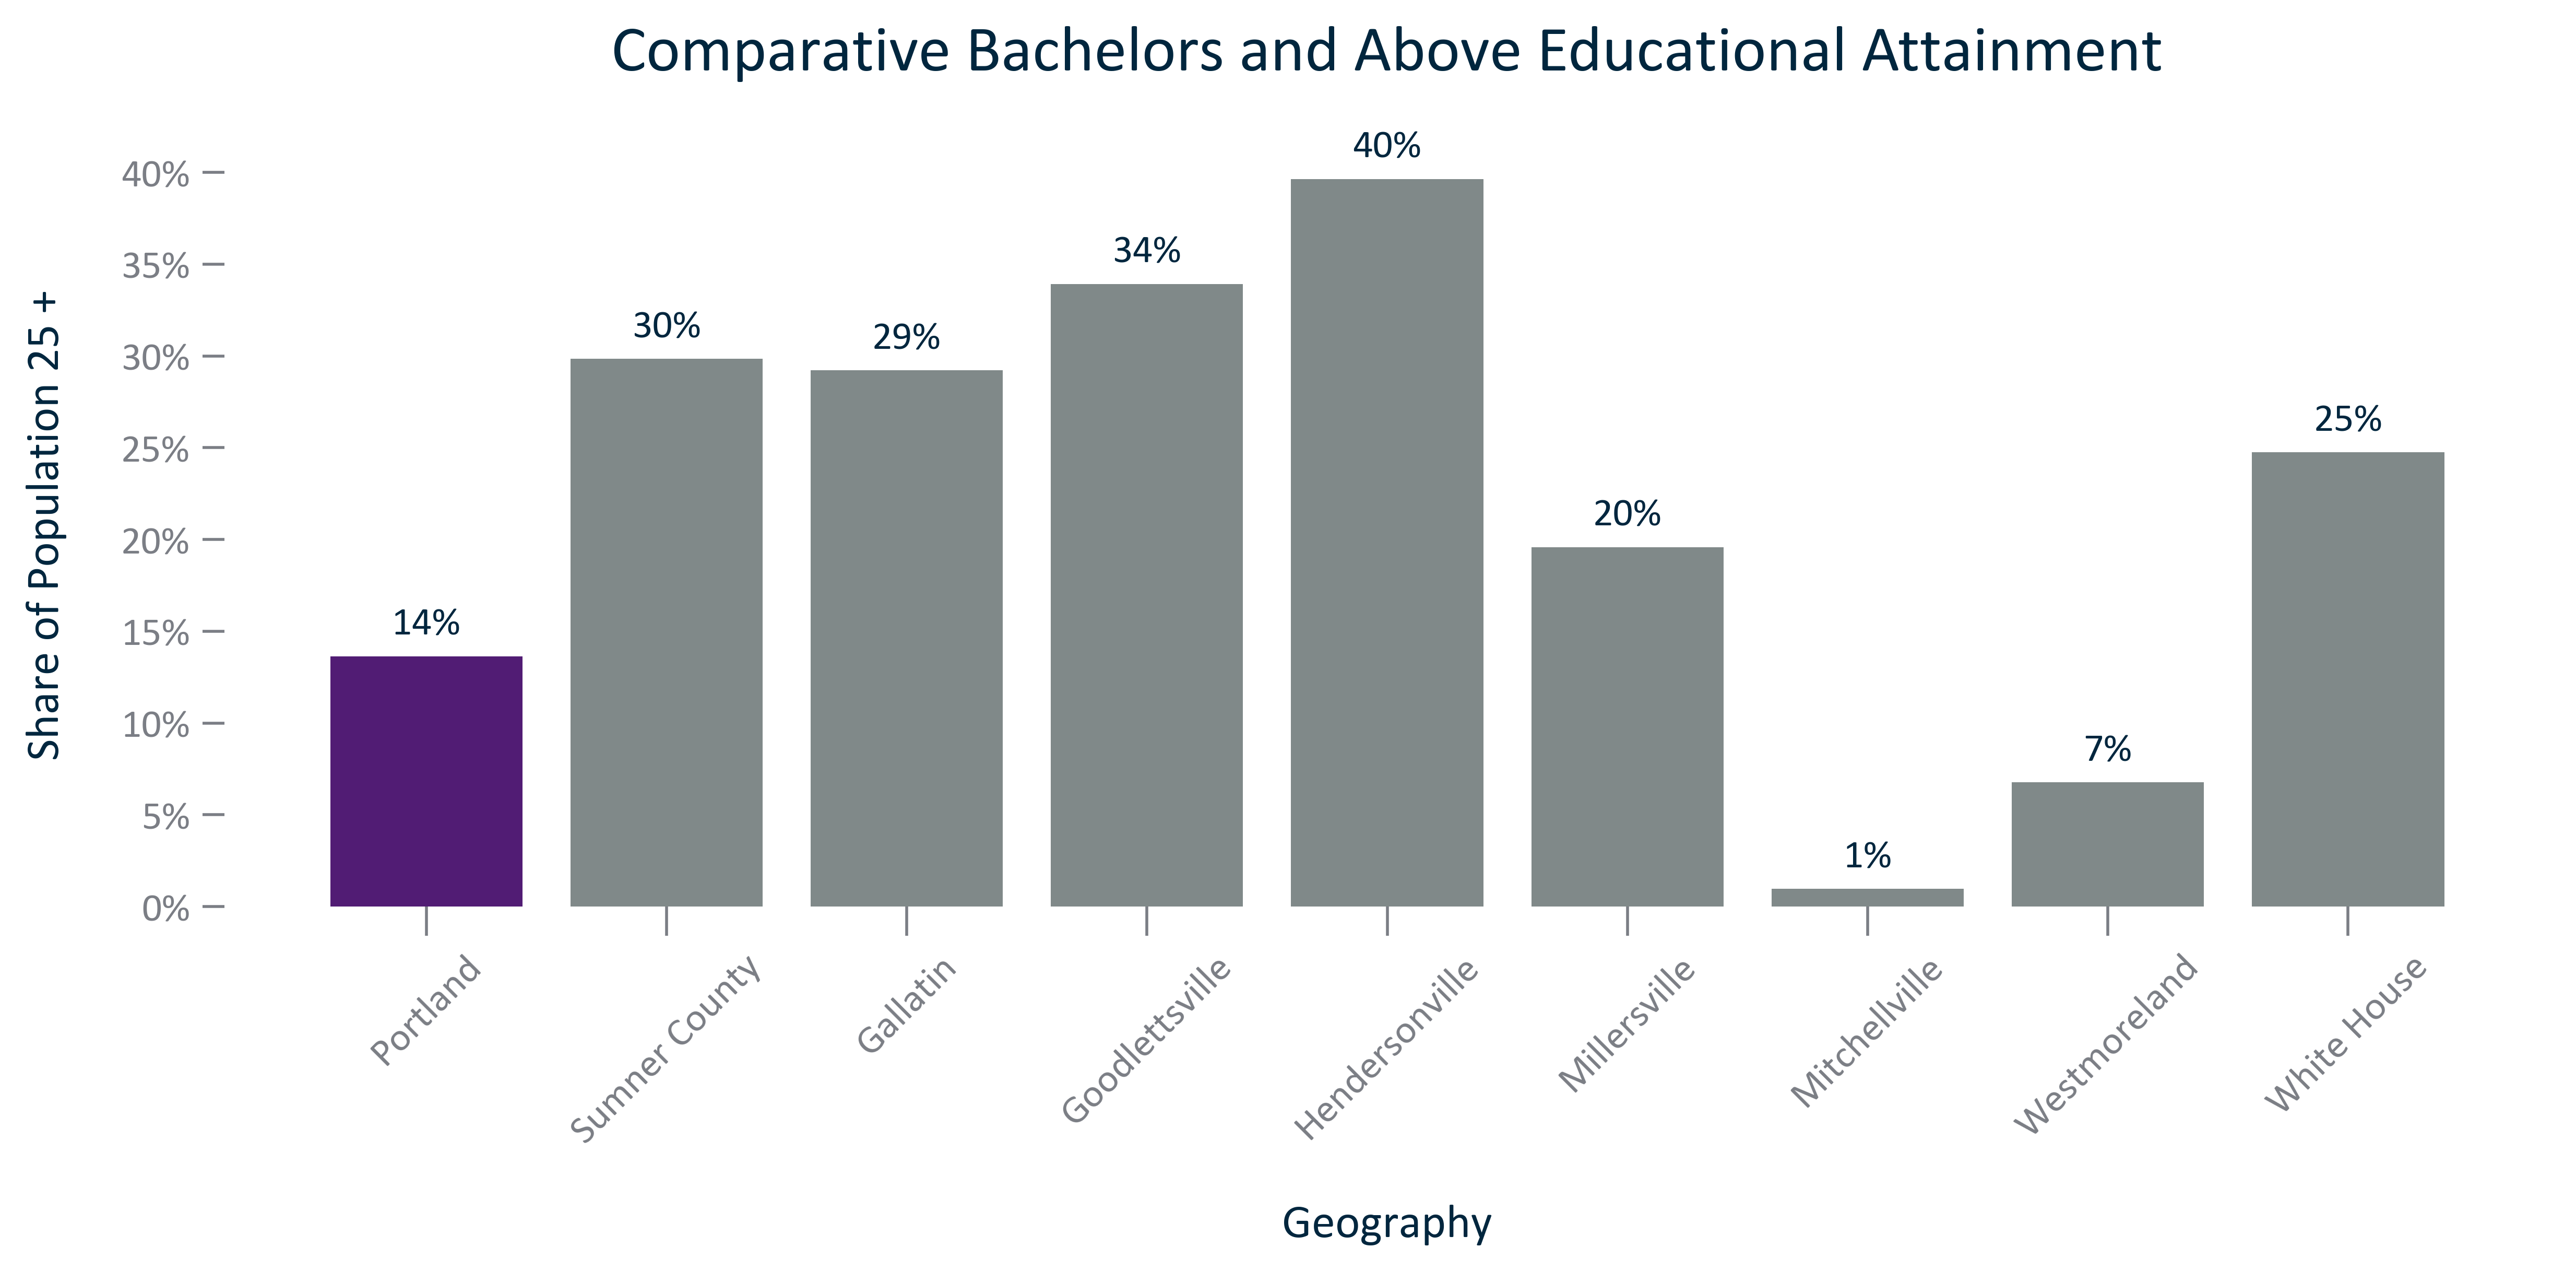 Comparative Bachelors and Above Educational Attainment
Share of Population 25 +
40%
35%
30%
25%
20%
15%
10%
5%
0%
14%
30%
29%
34%
40%
20%
1%
7%
25%
Portland
Sumner County
Gallatin
Goodlettsville
Hendersonville
Millersville
Mitchellville
Westmoreland
White House
Geography